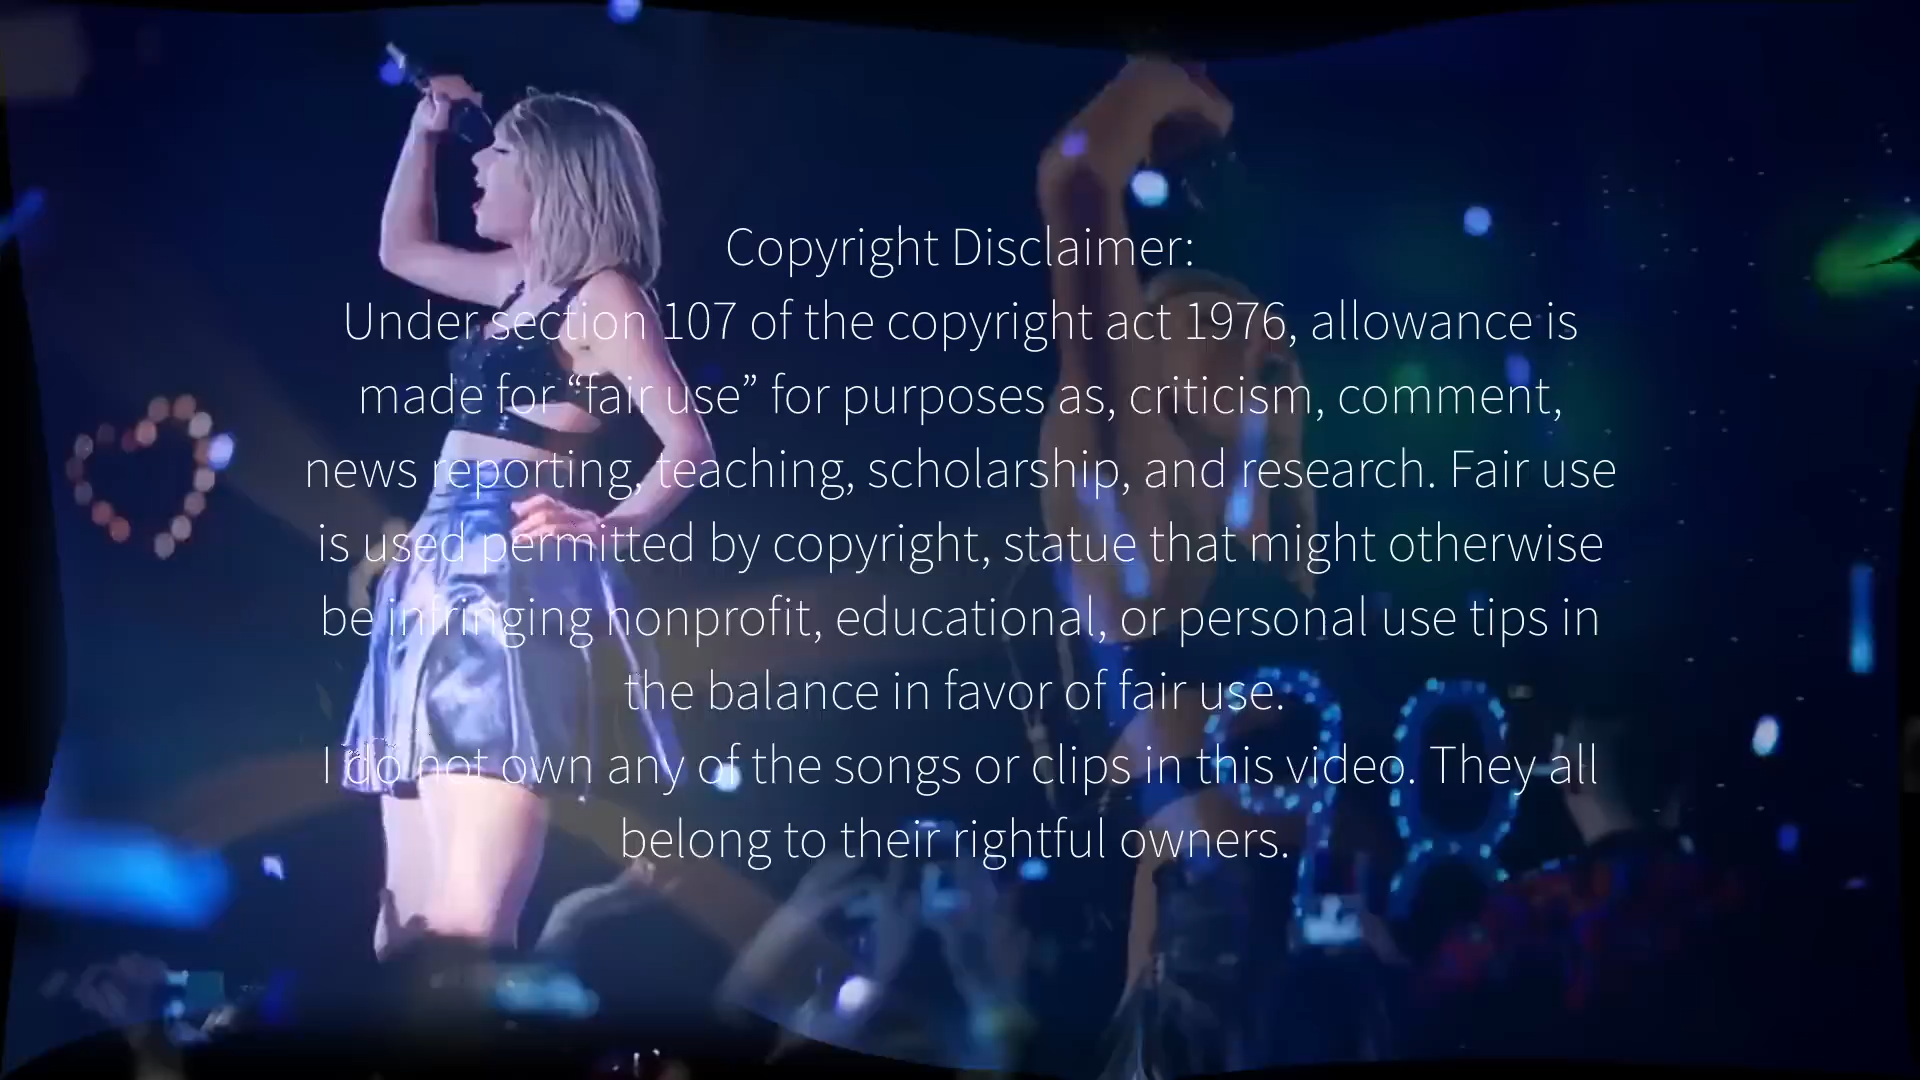 Copyright Disclaimer:
Under section 107 of the copyright act 1976, allowance is
made for “fair use” for purposes as, criticism, comment,
news reporting, teaching, scholarship, and research. Fair use
is used permitted by copyright, statue that might otherwise
be infringing nonprofit, educational, or personal use tips in
the balance in favor of fair use.
I do not own any of the songs or clips in this video. They all
belong to their rightful owners.
98